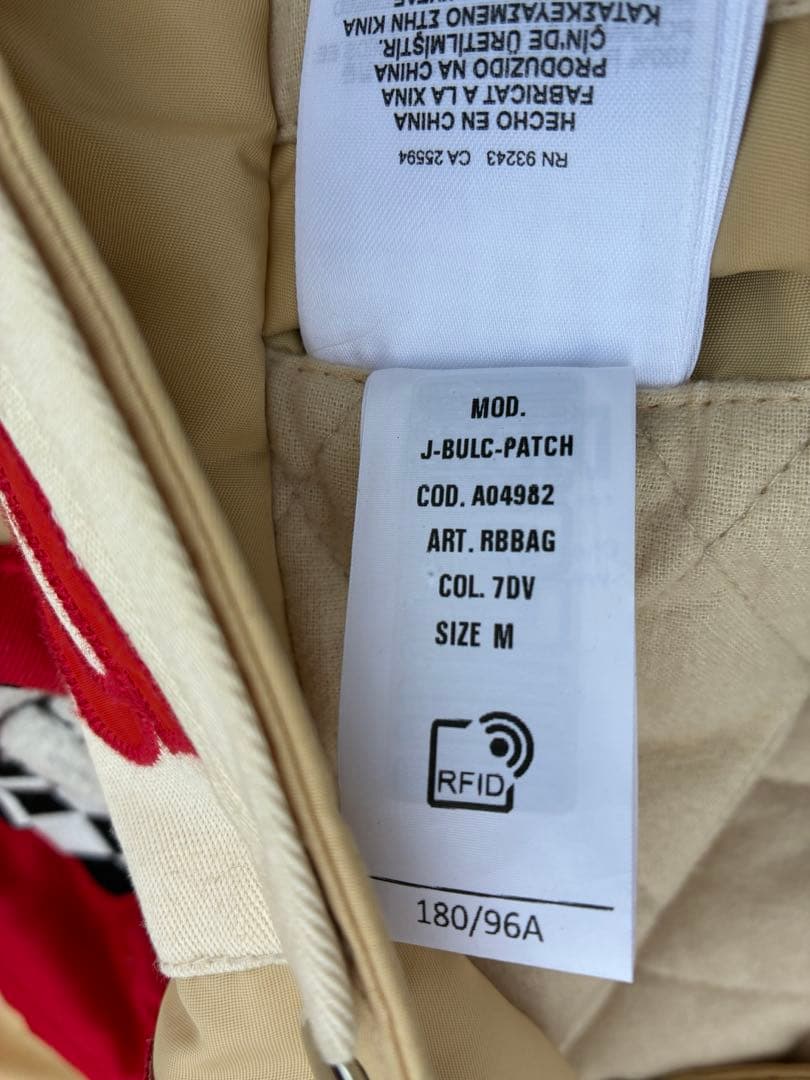 RN 93243 CA 25594
HECHO EN CHINA
FABRICAT A LA XINA
PRODUZIDO NA CHINA
ÇİN'DE ÜRETİLMİŞTİR.
ΚΑΤΑΣΚΕΥΑΣΜΕΝΟ ΣΤΗΝ ΚΙΝΑ
MOD.
J-BULC-PATCH
COD. A04982
ART. RBBAG
COL. 7DV
SIZE M
RFID
180/96A